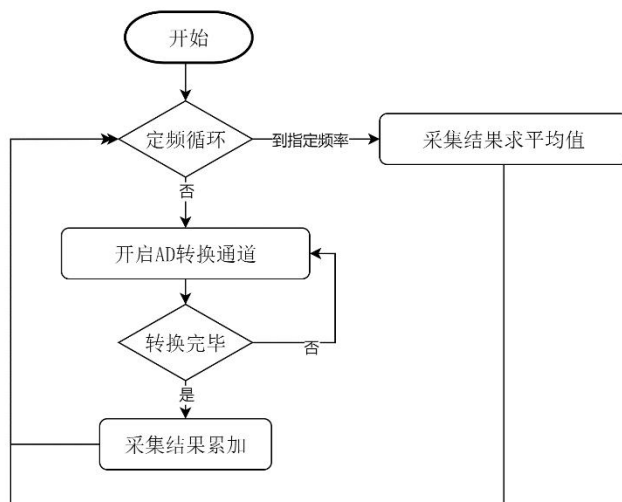 开始
定频循环
到指定频率
采集结果求平均值
否
开启AD转换通道
转换完毕
否
是
采集结果累加